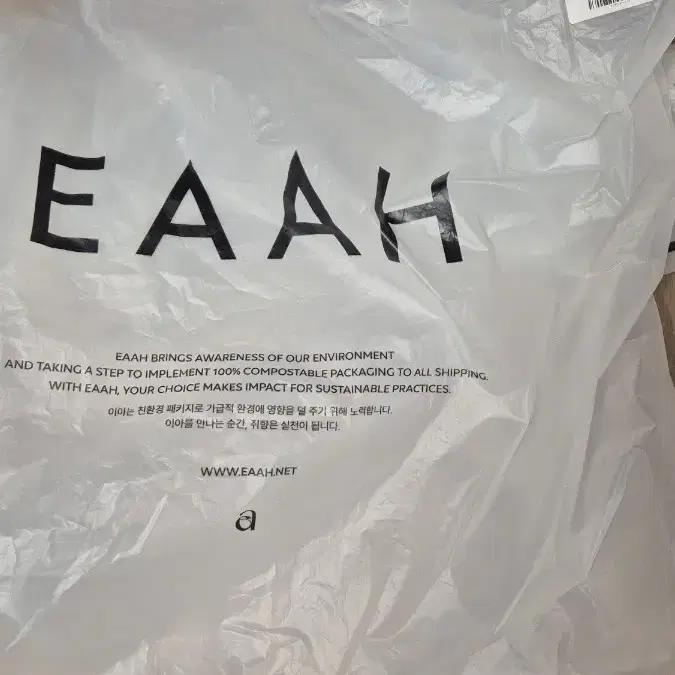 EAAH
EAAH BRINGS AWARENESS OF OUR ENVIRONMENT
AND TAKING A STEP TO IMPLEMENT 100% COMPOSTABLE PACKAGING TO ALL SHIPPING.
WITH EAAH, YOUR CHOICE MAKES IMPACT FOR SUSTAINABLE PRACTICES.
이아는 친환경 패키지로 가급적 환경에 영향을 덜 주기 위해 노력합니다.
이아를 만나는 순간, 취향은 실천이 됩니다.
WWW.EAAH.NET
a